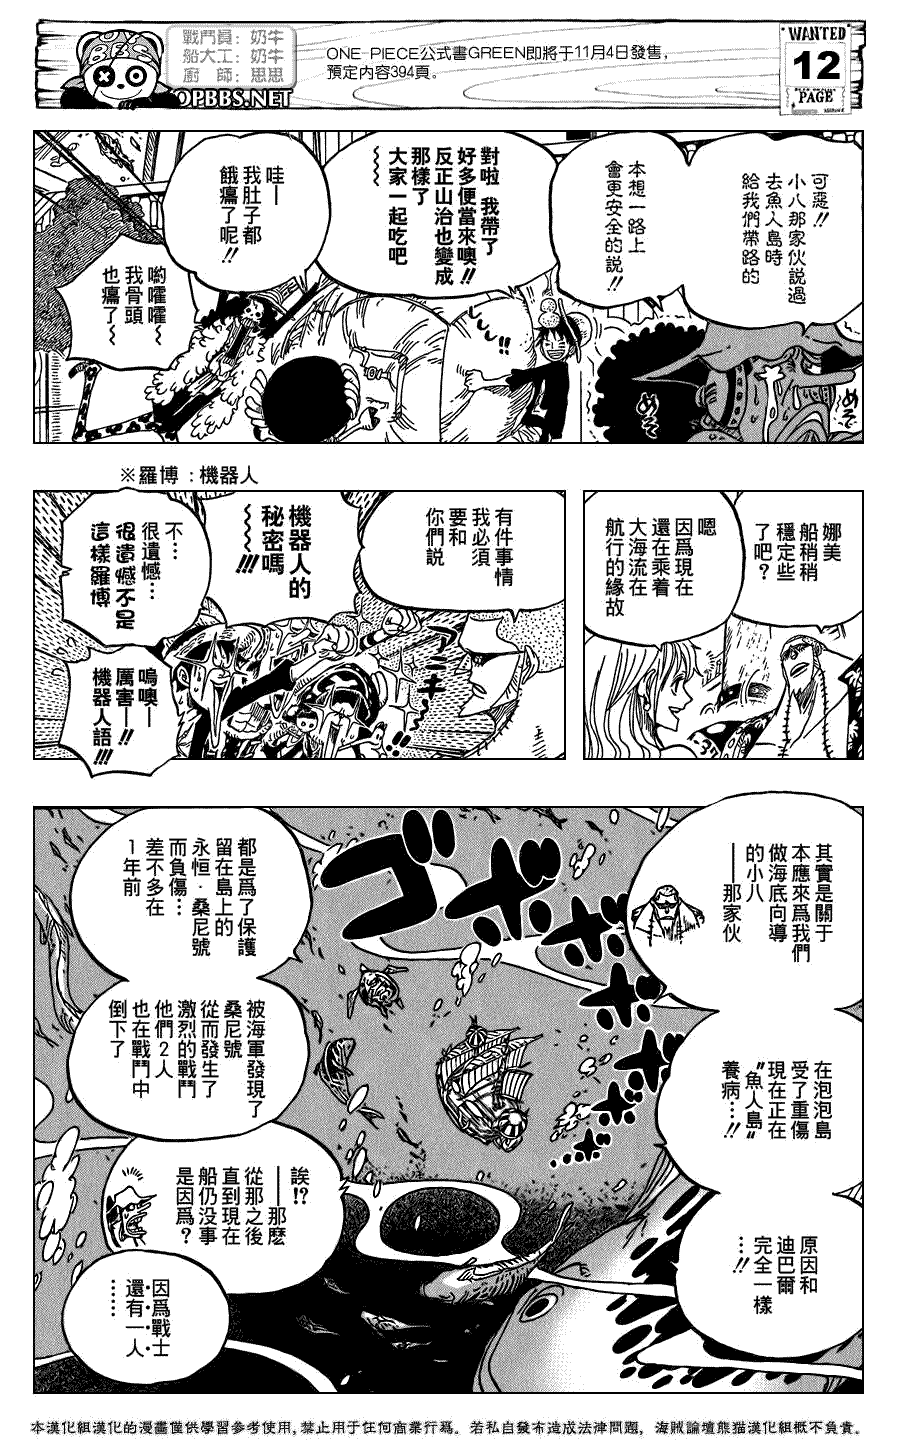 戰鬥員：奶牛
船大工：奶牛
廚　師：思思
OPBBS.NET
ONE PIECE公式書GREEN即將于11月4日發售，
預定内容394頁。
WANTED
12
PAGE
可惡!!
小八那家伙說過
去魚人島時
給我們帶路的
本想一路上
會更安全的說!!
對啦 我帶了
好多便當來噢!!
反正山治也變成
那樣了
大家一起吃吧
～～
哇—
我肚子都
餓癟了呢!!
喲嚯嚯
我骨頭
也癟了～
めそ
めそ
娜美
船稍稍
穩定些
了吧？
嗯
因爲現在
還在乘着
大海流在
航行的緣故
※羅博：機器人
有件事情
我必須
要和
你們説
機器人的
秘密嗎
～～!!!
不…
很遺憾…
很遺憾不是
這樣羅博
嗚噢—
厲害—!!
機器人語!!!
其實是關于
本應來爲我們
做海底向導
的小八
——那家伙
在泡泡島
受了重傷
現在正在
〝魚人島〞
養病…!!
原因和
迪巴爾
完全一樣
…!!
ゴボボボボ
都是爲了保護
留在島上的
永恒·桑尼號
而負傷…
差不多在
1年前
被海軍發現了
桑尼號
從而發生了
激烈的戰鬥
他們2人
也在戰鬥中
倒下了
誒!?
——那麽
從那之後
直到現在
船仍没事
是因爲？
因爲戰士
還有一人
……
本漢化組漢化的漫畫僅供學習參考使用,禁止用于任何商業行爲。若私自發布造成法律問題，海賊論壇熊猫漢化組概不負責。